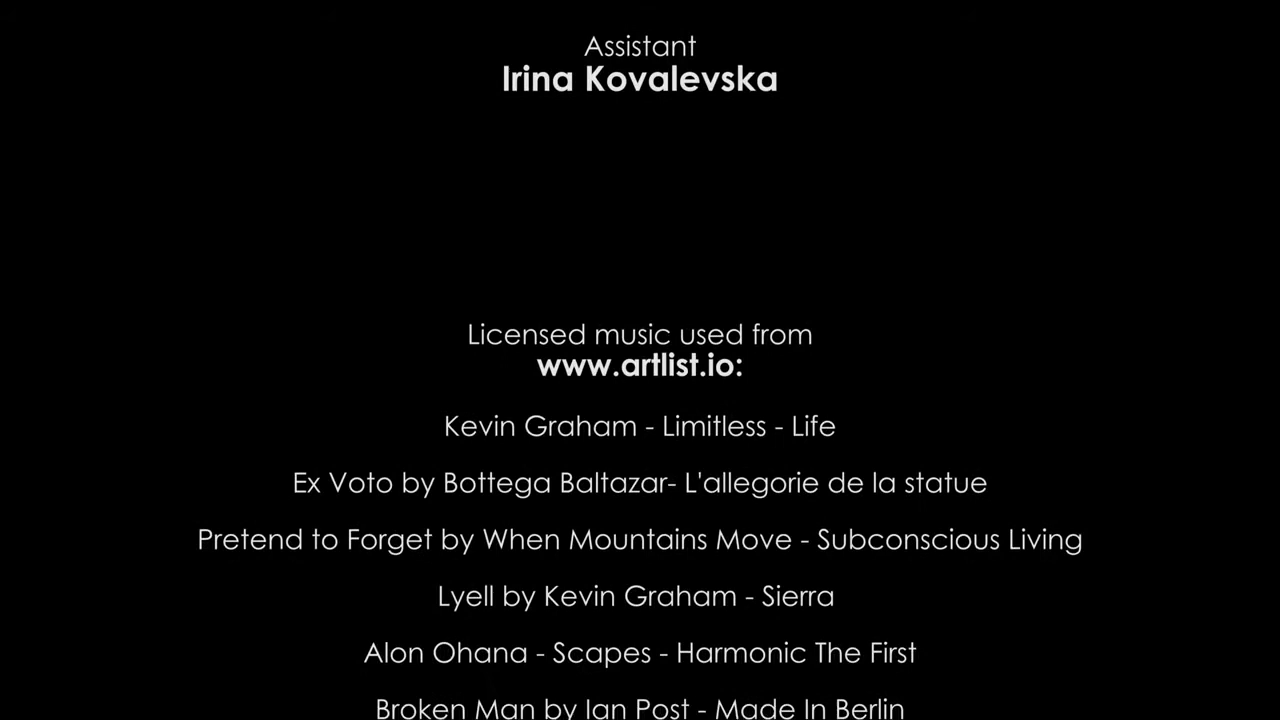 Assistant
Irina Kovalevska
Licensed music used from
www.artlist.io:
Kevin Graham - Limitless - Life
Ex Voto by Bottega Baltazar- L'allegorie de la statue
Pretend to Forget by When Mountains Move - Subconscious Living
Lyell by Kevin Graham - Sierra
Alon Ohana - Scapes - Harmonic The First
Broken Man by Ian Post - Made In Berlin